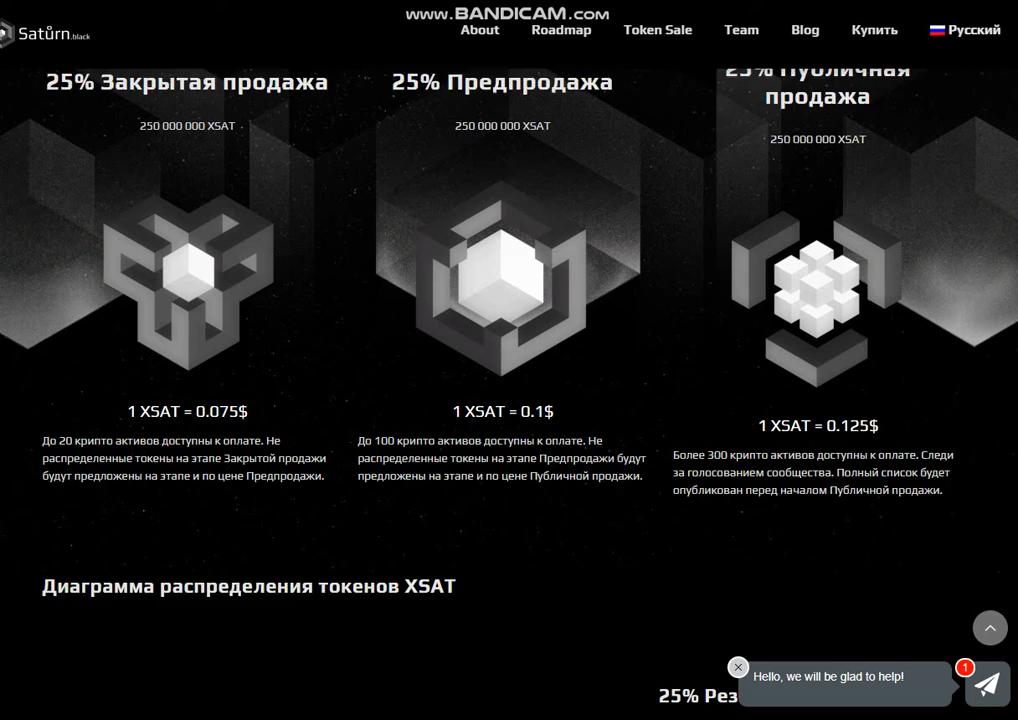 www.BANDICAM.com
Satůrn.black
About
Roadmap
Token Sale
Team
Blog
Купить
Русский
25% Закрытая продажа
250 000 000 XSAT
1 XSAT = 0.075$
До 20 крипто активов доступны к оплате. Не
распределенные токены на этапе Закрытой продажи
будут предложены на этапе и по цене Предпродажи.
25% Предпродажа
250 000 000 XSAT
1 XSAT = 0.1$
До 100 крипто активов доступны к оплате. Не
распределенные токены на этапе Предпродажи будут
предложены на этапе и по цене Публичной продажи.
25% Публичная
продажа
250 000 000 XSAT
1 XSAT = 0.125$
Более 300 крипто активов доступны к оплате. Следи
за голосованием сообщества. Полный список будет
опубликован перед началом Публичной продажи.
Диаграмма распределения токенов XSAT
25% Рез
Hello, we will be glad to help!
1